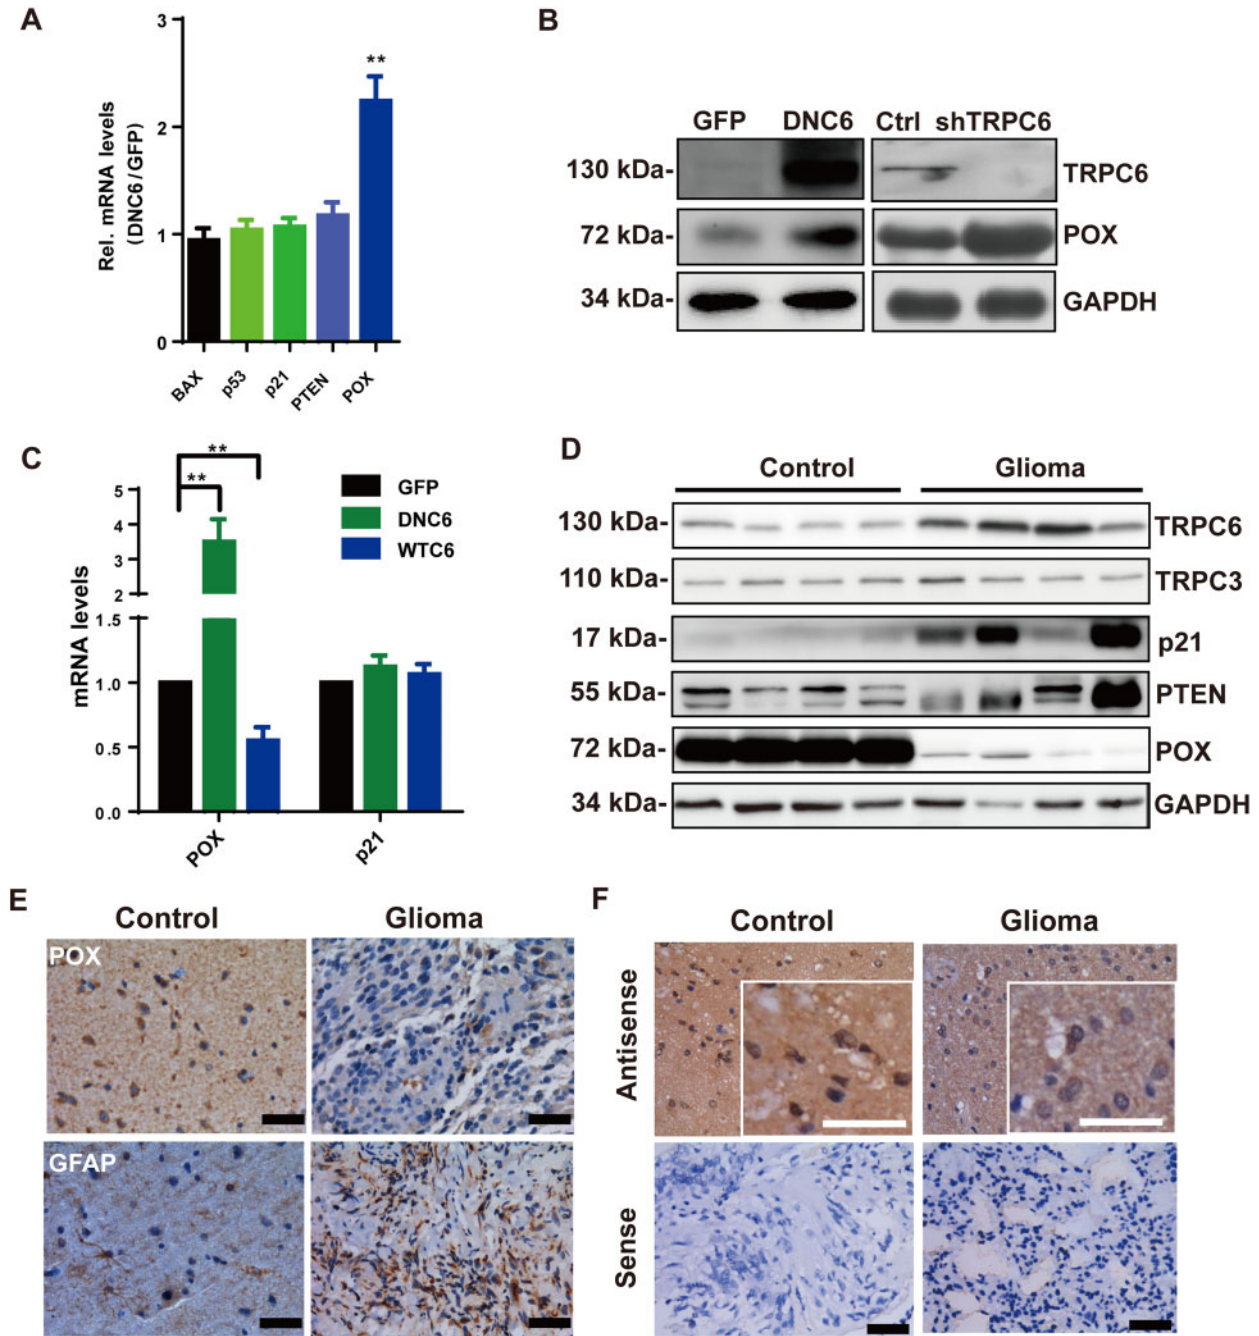 A
Rel. mRNA levels
(DNC6/GFP)
3
2
1
0
**
BAX
p53
p21
PTEN
POX
B
GFP DNC6 Ctrl shTRPC6
130 kDa- TRPC6
72 kDa- POX
34 kDa- GAPDH
C
mRNA levels
5
4
3
2
1.5
1.0
0.5
0.0
**
**
GFP
DNC6
WTC6
POX
p21
D
Control Glioma
130 kDa- TRPC6
110 kDa- TRPC3
17 kDa- p21
55 kDa- PTEN
72 kDa- POX
34 kDa- GAPDH
E
Control Glioma
POX
GFAP
F
Control Glioma
Antisense
Sense